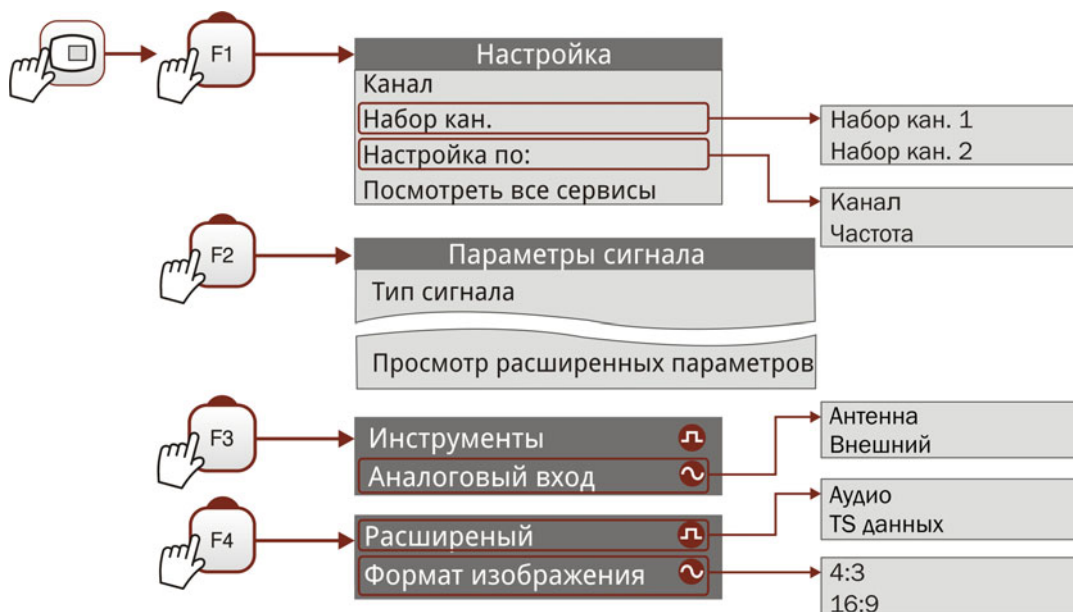 F1
Настройка
Канал
Набор кан.
Настройка по:
Посмотреть все сервисы
Набор кан. 1
Набор кан. 2
Канал
Частота
F2
Параметры сигнала
Тип сигнала
Просмотр расширенных параметров
F3
Инструменты
Аналоговый вход
Антенна
Внешний
F4
Расширеный
Формат изображения
Аудио
TS данных
4:3
16:9